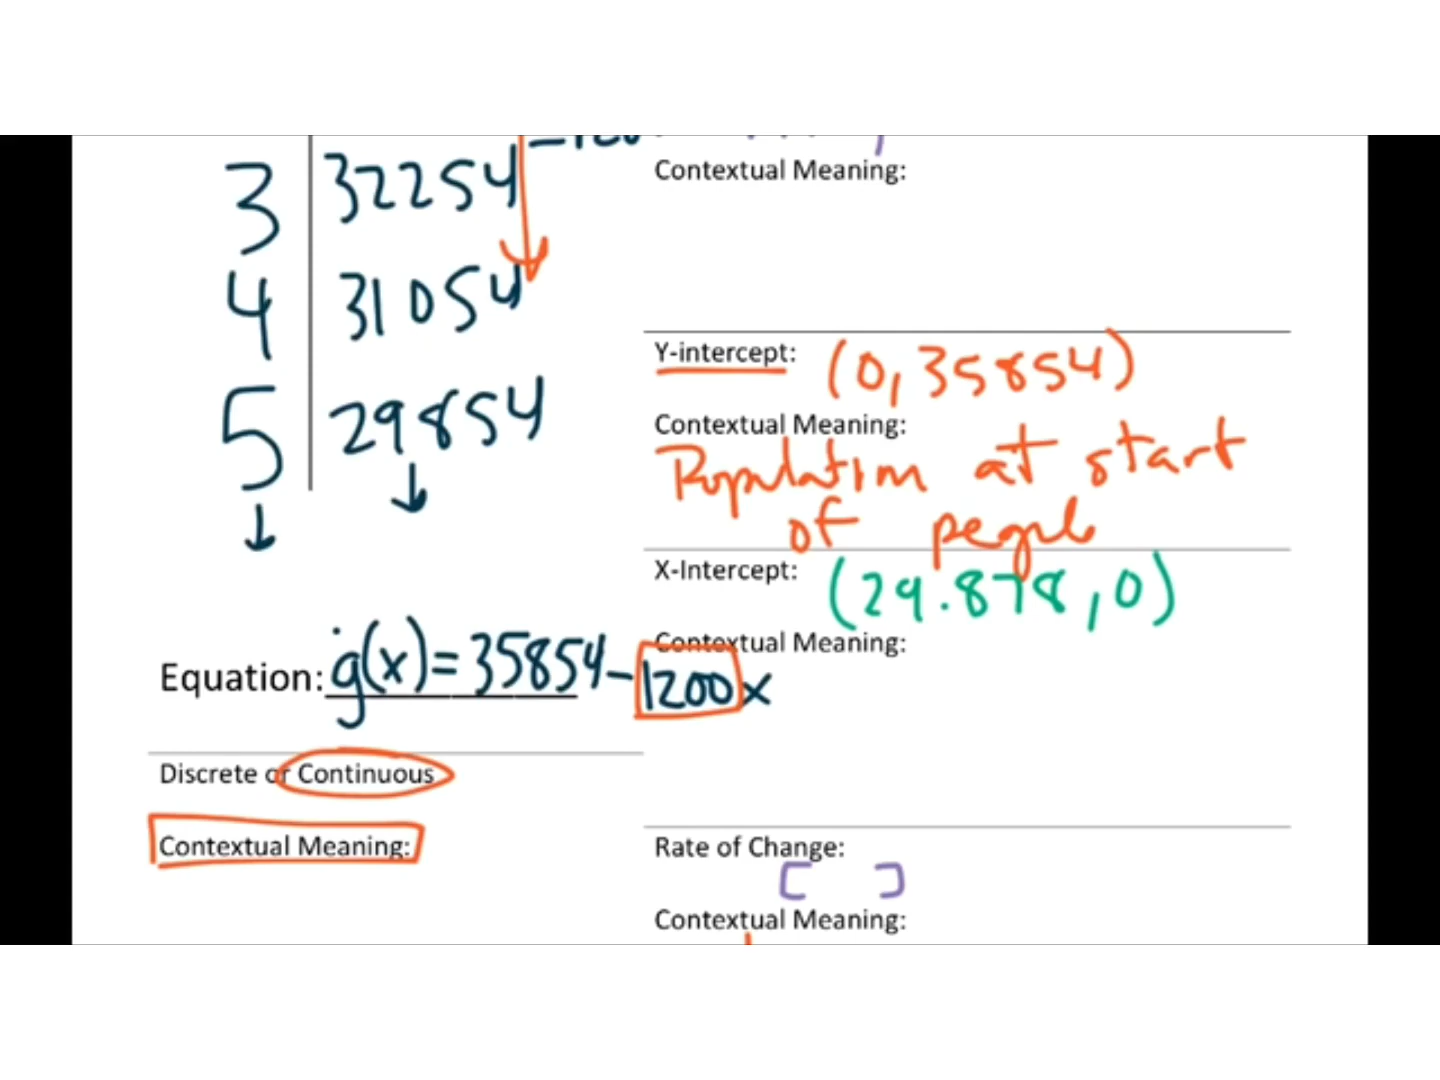 3 32254
Contextual Meaning:
4 31054
Y-intercept: (0, 35854)
5 29854
Contextual Meaning:
Population at start
of people
X-Intercept: (29.878, 0)
Contextual Meaning:
Equation: g(x) = 35854 - 1200x
Discrete or Continuous
Contextual Meaning:
Rate of Change:
[ ]
Contextual Meaning: